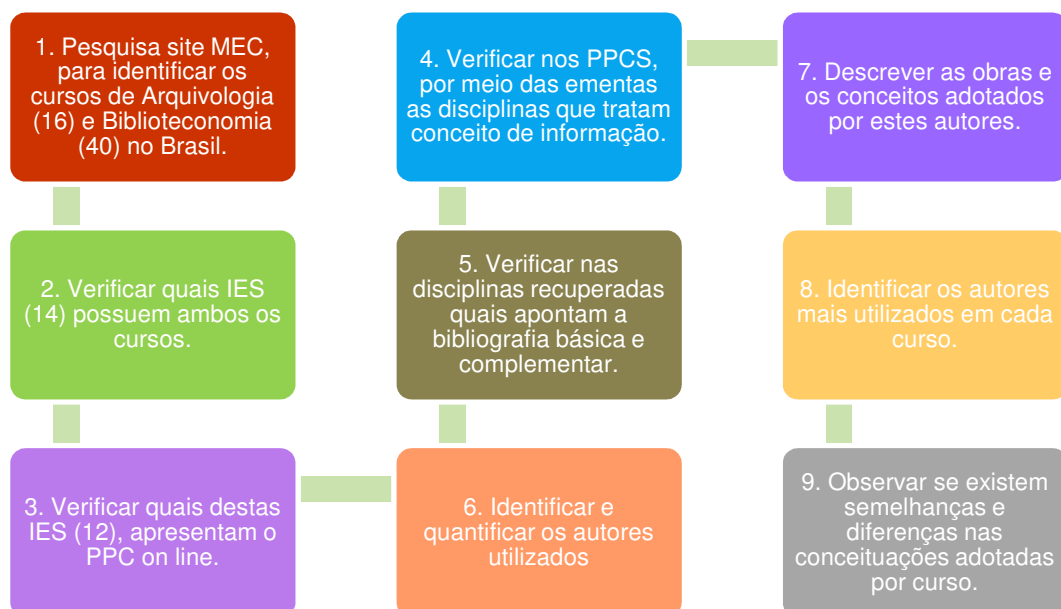 1. Pesquisa site MEC,
para identificar os
cursos de Arquivologia
(16) e Biblioteconomia
(40) no Brasil.
2. Verificar quais IES
(14) possuem ambos os
cursos.
3. Verificar quais destas
IES (12), apresentam o
PPC on line.
4. Verificar nos PPCS,
por meio das ementas
as disciplinas que tratam
conceito de informação.
5. Verificar nas
disciplinas recuperadas
quais apontam a
bibliografia básica e
complementar.
6. Identificar e
quantificar os autores
utilizados
7. Descrever as obras e
os conceitos adotados
por estes autores.
8. Identificar os autores
mais utilizados em cada
curso.
9. Observar se existem
semelhanças e
diferenças nas
conceituações adotadas
por curso.